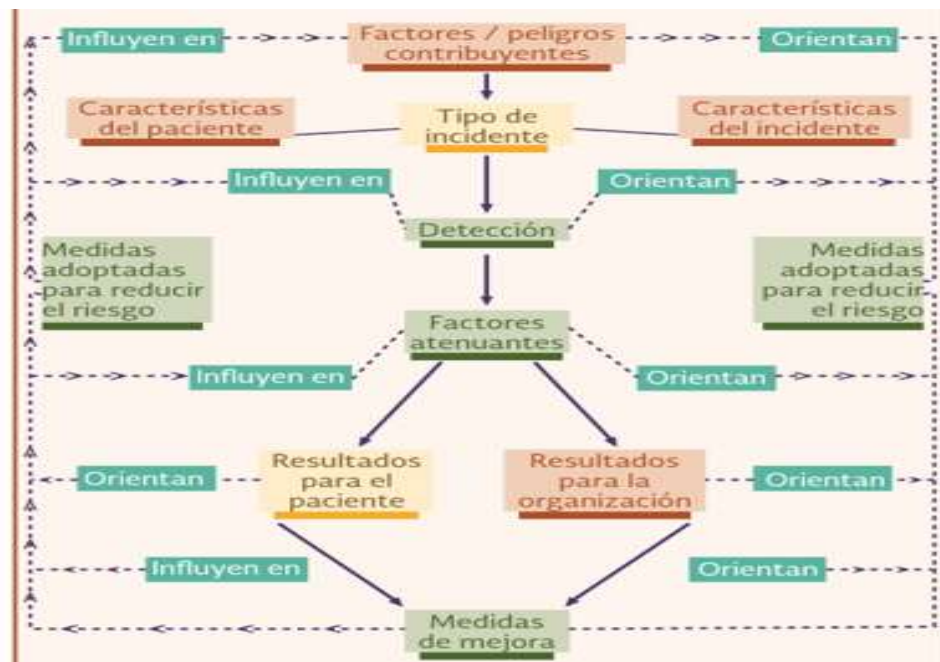 Influyen en
Factores / peligros
contribuyentes
Orientan
Características
del paciente
Tipo de
incidente
Características
del incidente
Influyen en
Orientan
Detección
Medidas
adoptadas
para reducir
el riesgo
Medidas
adoptadas
para reducir
el riesgo
Factores
atenuantes
Influyen en
Orientan
Orientan
Resultados
para el
paciente
Resultados
para la
organización
Orientan
Influyen en
Orientan
Medidas
de mejora